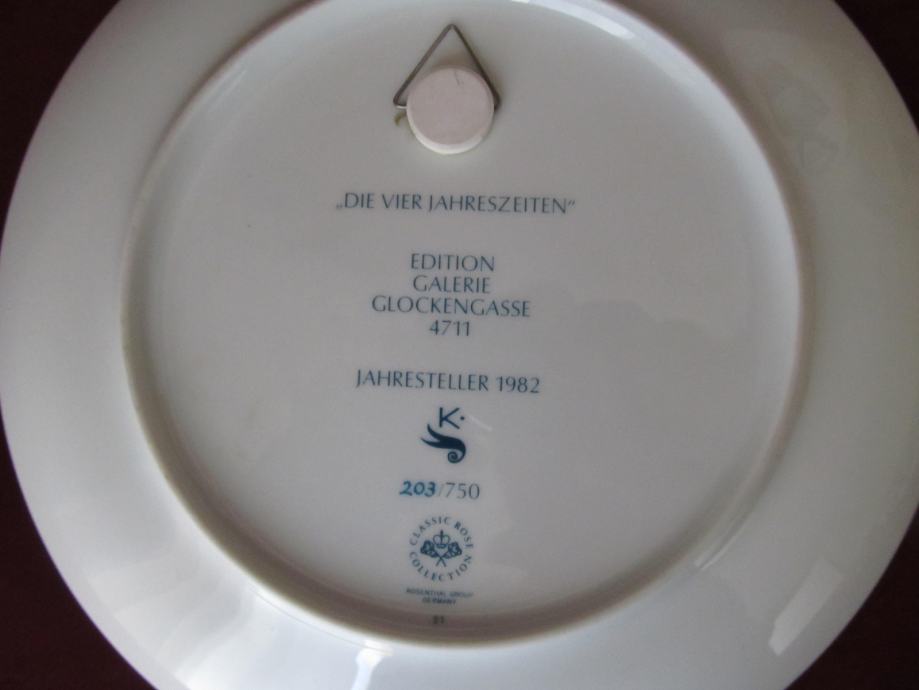 „DIE VIER JAHRESZEITEN”
EDITION
GALERIE
GLOCKENGASSE
4711
JAHRESTELLER 1982
K.
203/750
CLASSIC ROSE
COLLECTION
ROSENTHAL GROUP
GERMANY